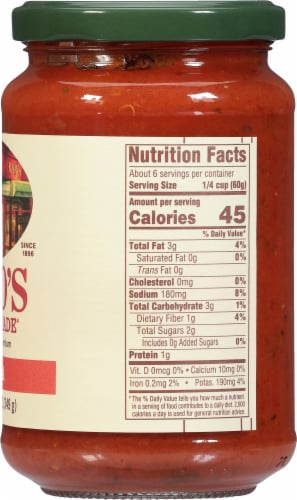 SINCE
1896
O'S
ADE®
Nutrition Facts
About 6 servings per container
Serving Size 1/4 cup (60g)
Amount per serving
Calories 45
% Daily Value*
Total Fat 3g 4%
Saturated Fat 0g 0%
Trans Fat 0g
Cholesterol 0mg 0%
Sodium 180mg 8%
Total Carbohydrate 3g 1%
Dietary Fiber 1g 4%
Total Sugars 2g
Includes 0g Added Sugars 0%
Protein 1g
Vit. D 0mcg 0% • Calcium 10mg 0%
Iron 0.2mg 2% • Potas. 190mg 4%
* The % Daily Value tells you how much a nutrient
in a serving of food contributes to a daily diet. 2,000
calories a day is used for general nutrition advice.